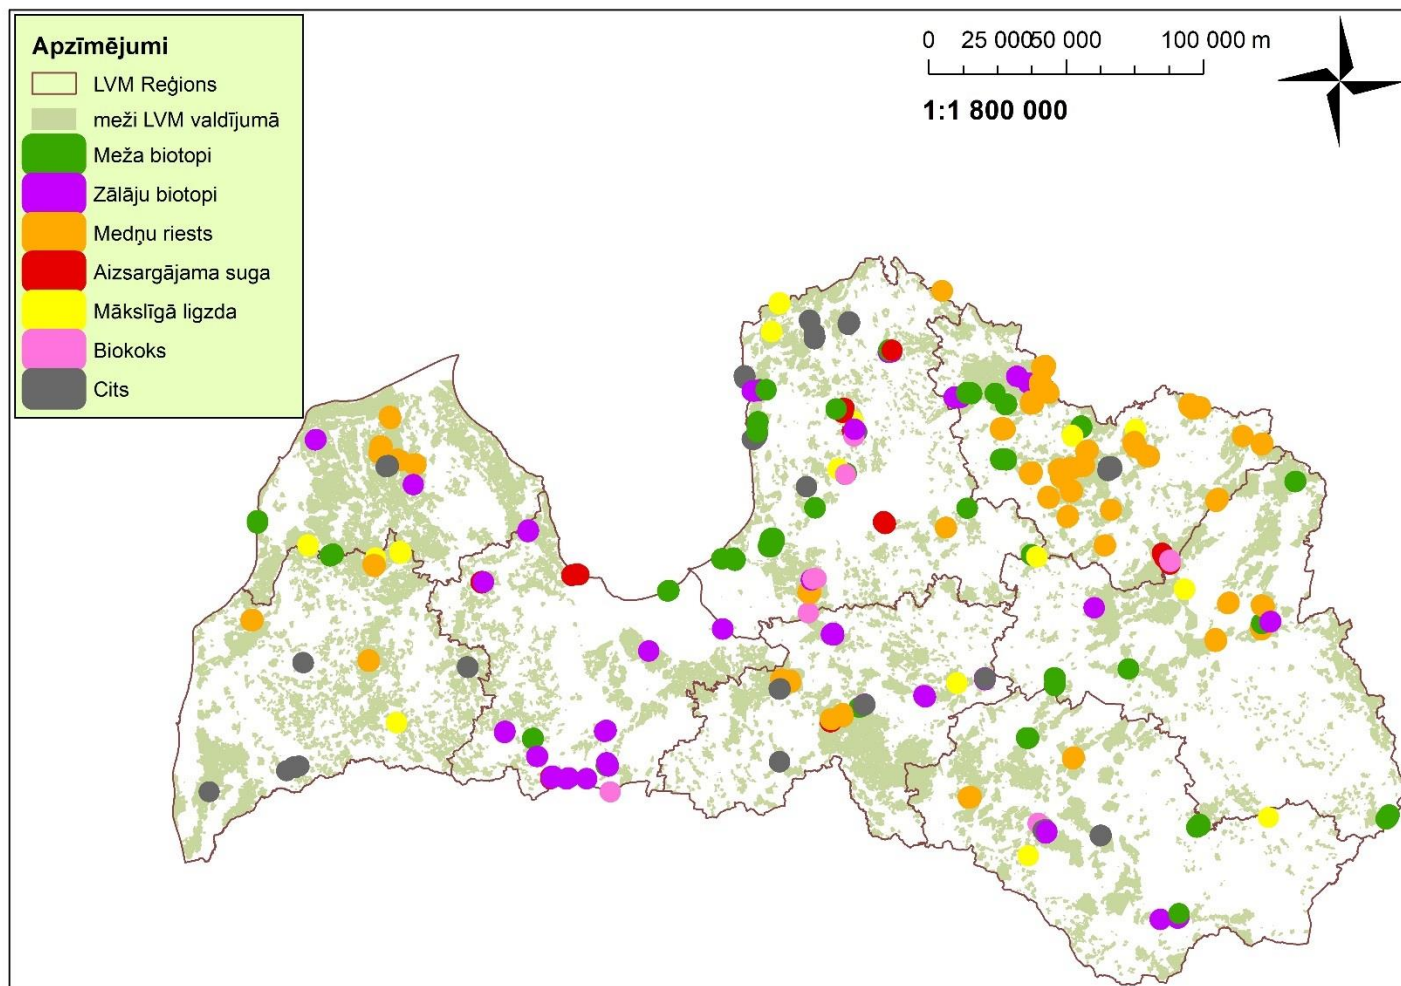 Apzīmējumi
LVM Reģions
meži LVM valdījumā
Meža biotopi
Zālāju biotopi
Medņu riests
Aizsargājama suga
Mākslīgā ligzda
Biokoks
Cits
0 25 000 50 000 100 000 m
1:1 800 000